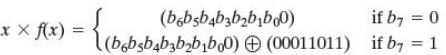 x × f(x) = { (b₆b₅b₄b₃b₂b₁b₀0) if b₇ = 0
(b₆b₅b₄b₃b₂b₁b₀0) ⊕ (00011011) if b₇ = 1